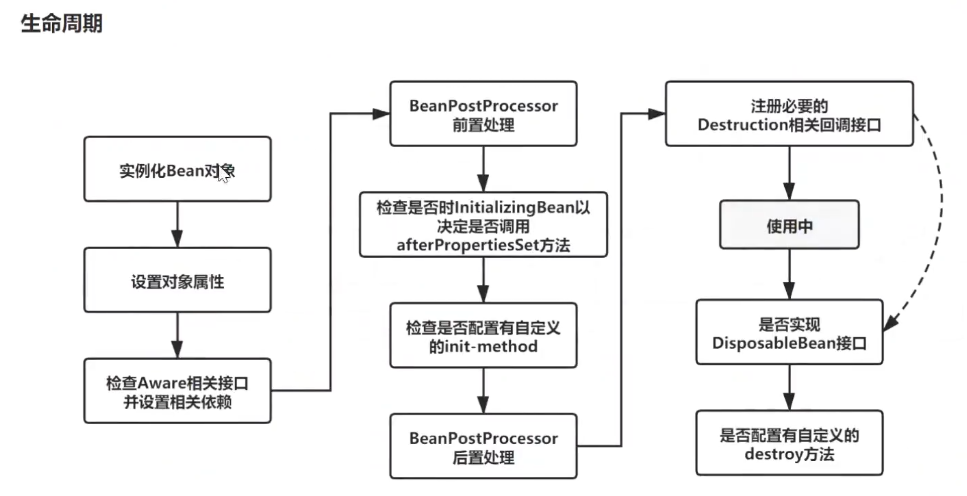 生命周期
实例化Bean对象
设置对象属性
检查Aware相关接口
并设置相关依赖
BeanPostProcessor
前置处理
检查是否时InitializingBean以
决定是否调用
afterPropertiesSet方法
检查是否配置有自定义
的init-method
BeanPostProcessor
后置处理
注册必要的
Destruction相关回调接口
使用中
是否实现
DisposableBean接口
是否配置有自定义的
destroy方法